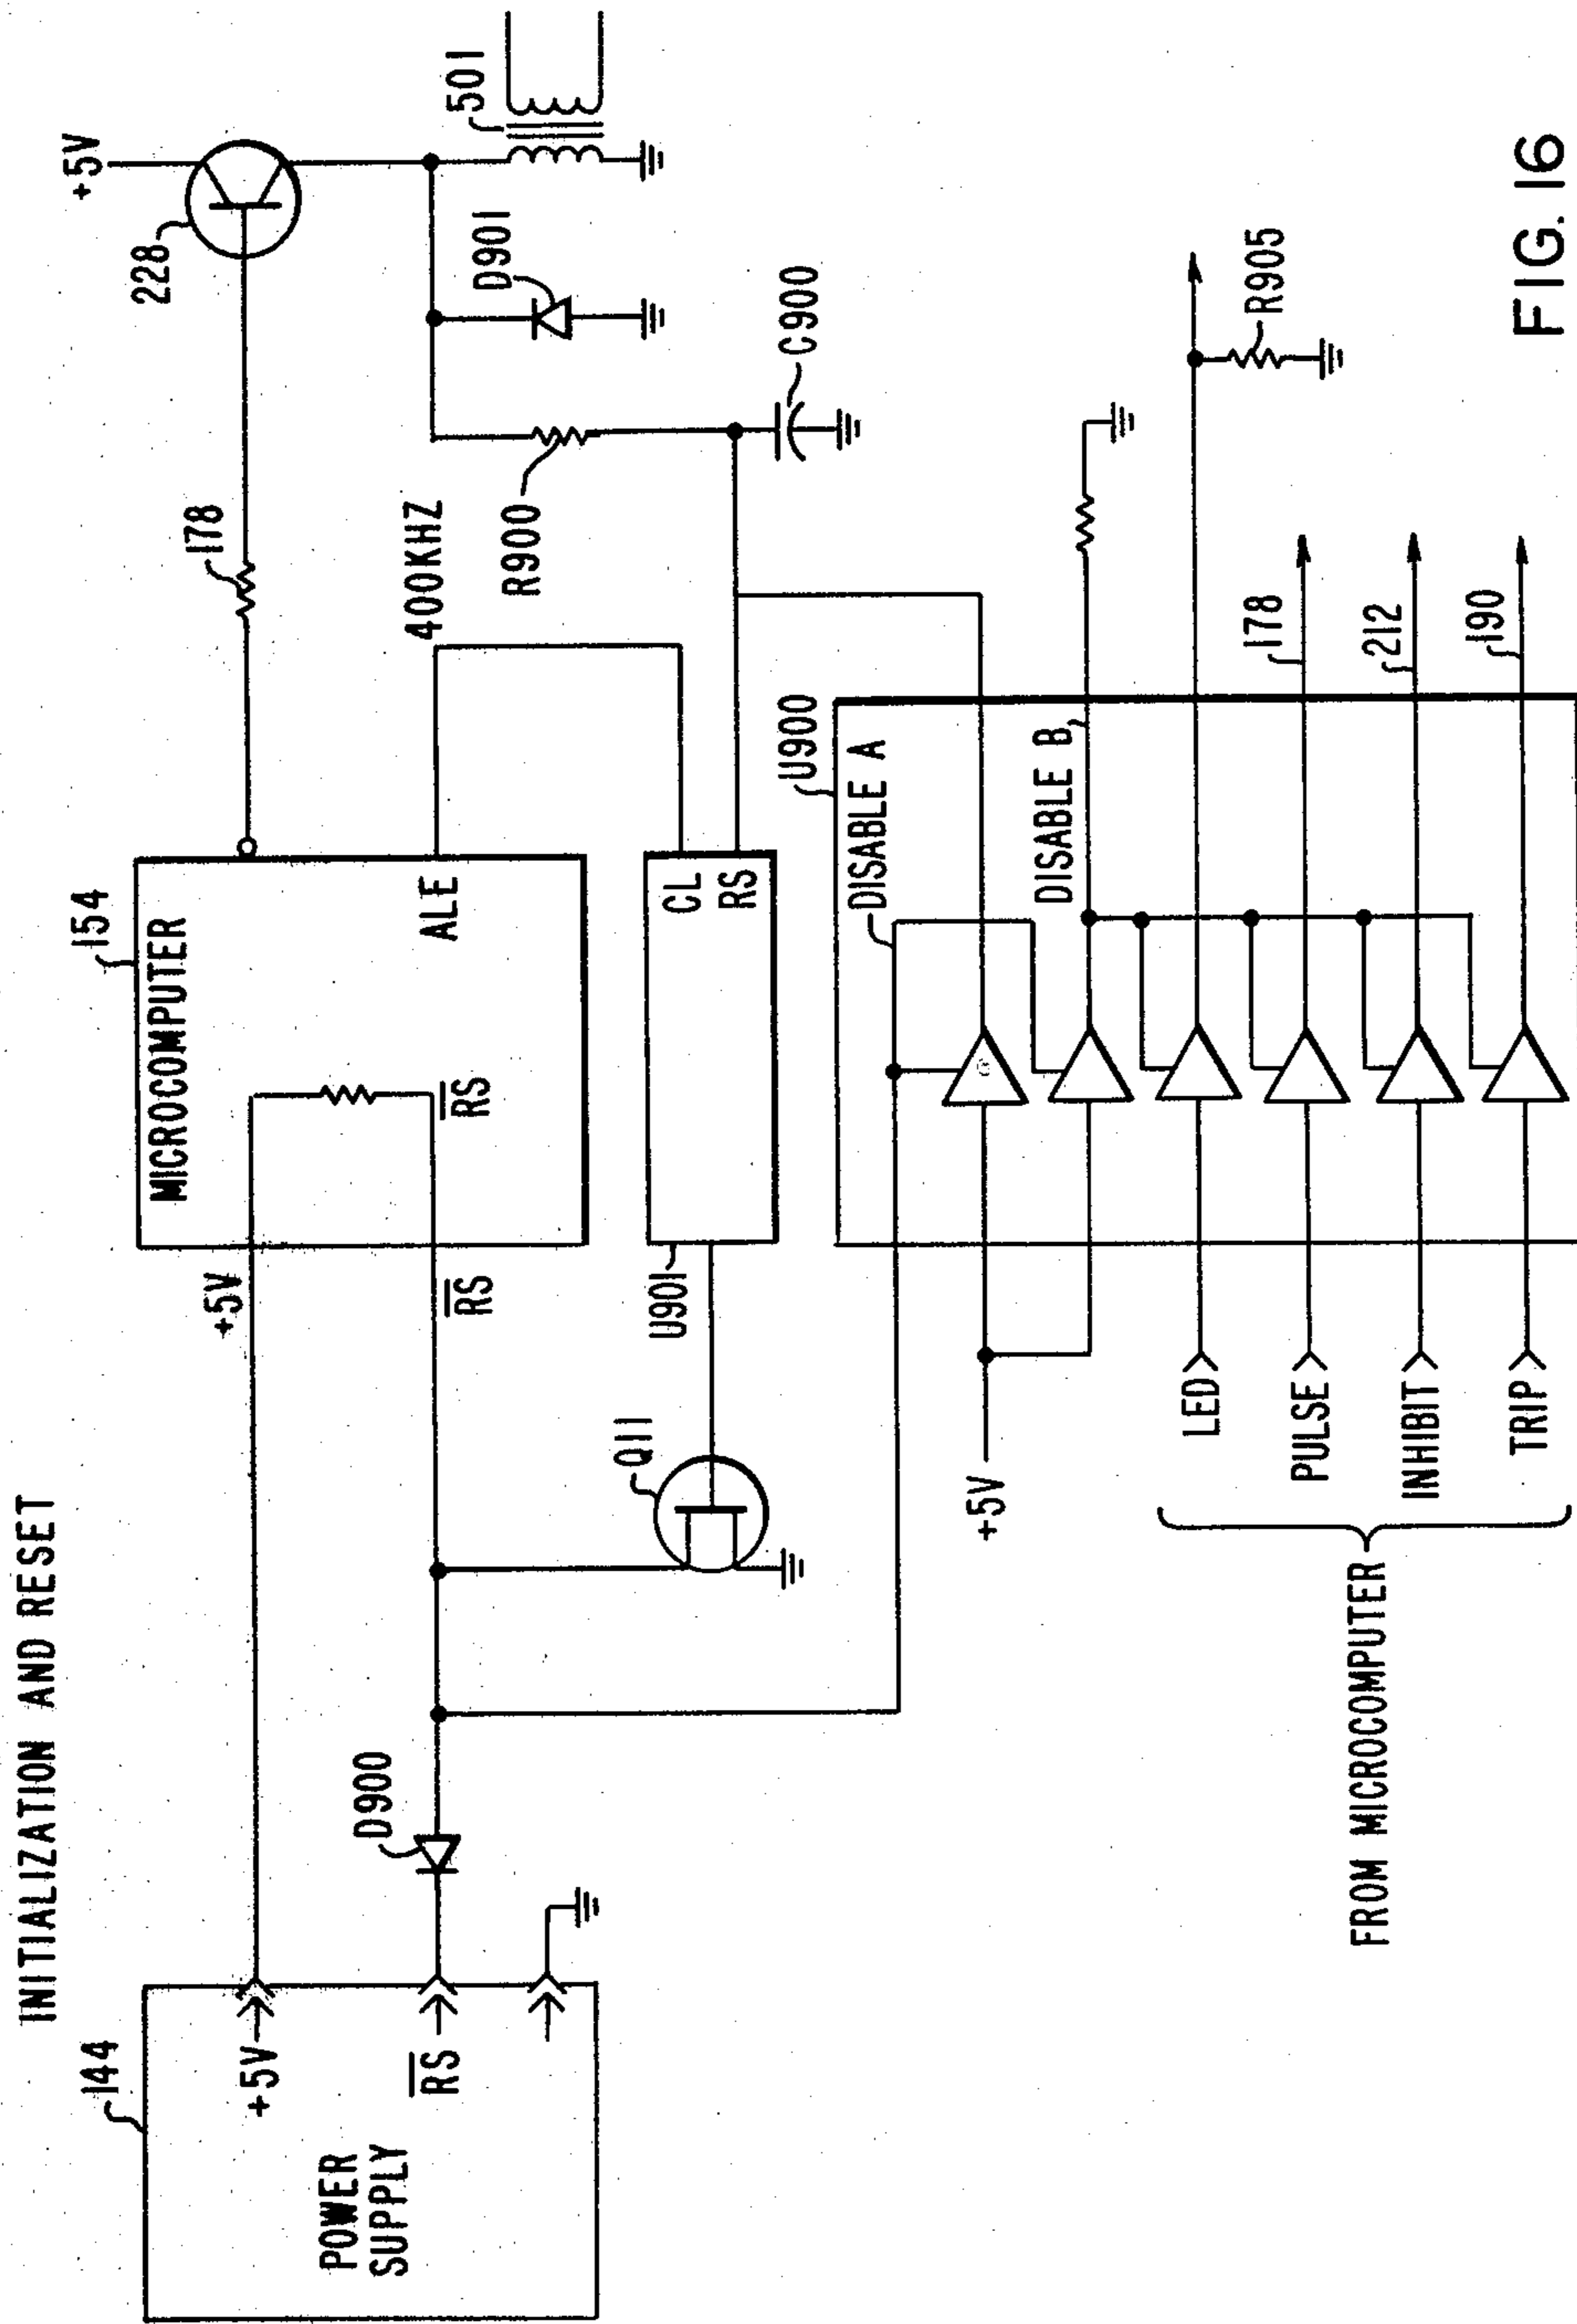 INITIALIZATION AND RESET
144
POWER
SUPPLY
+5V
RS
D900
+5V
RS
154
MICROCOMPUTER
RS
ALE
178
228
+5V
501
400KHZ
R900
D901
C900
Q11
U901
CL
RS
U900
DISABLE A
DISABLE B
+5V
LED
PULSE
INHIBIT
TRIP
FROM MICROCOMPUTER
R905
178
212
190
FIG. 16